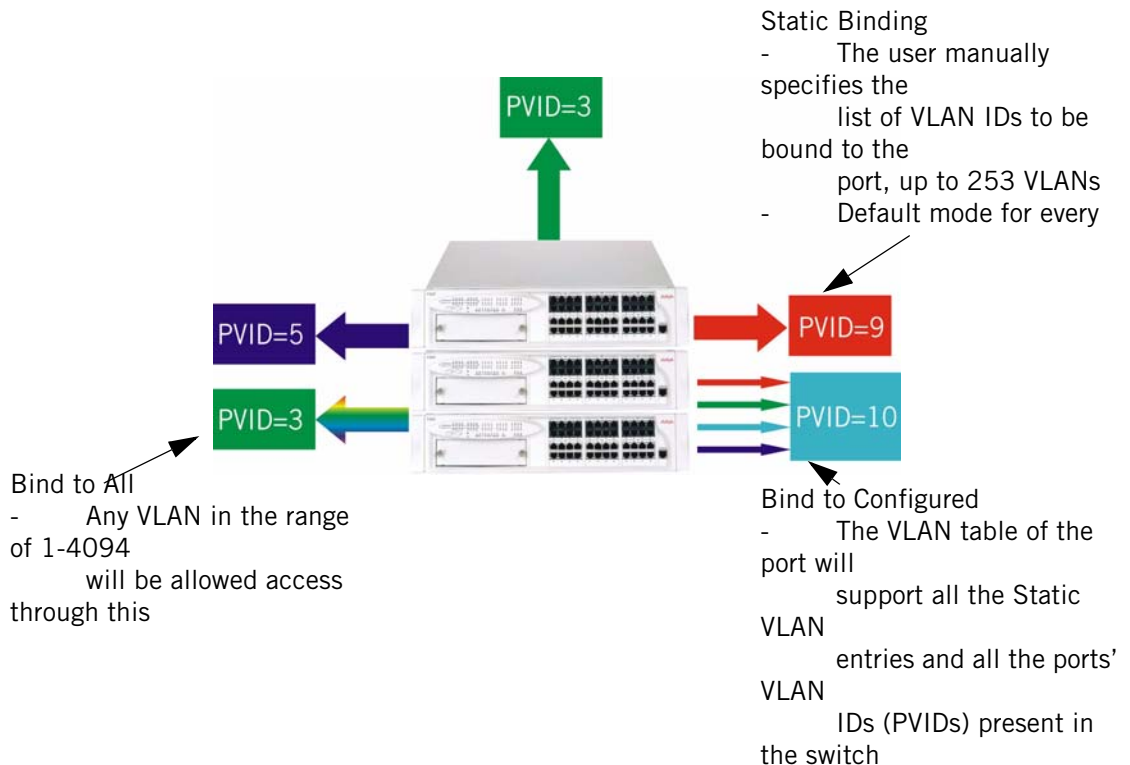 Static Binding
- The user manually
specifies the
list of VLAN IDs to be
bound to the
port, up to 253 VLANs
- Default mode for every
PVID=3
PVID=5
PVID=9
PVID=3
PVID=10
Bind to All
- Any VLAN in the range
of 1-4094
will be allowed access
through this
Bind to Configured
- The VLAN table of the
port will
support all the Static
VLAN
entries and all the ports’
VLAN
IDs (PVIDs) present in
the switch